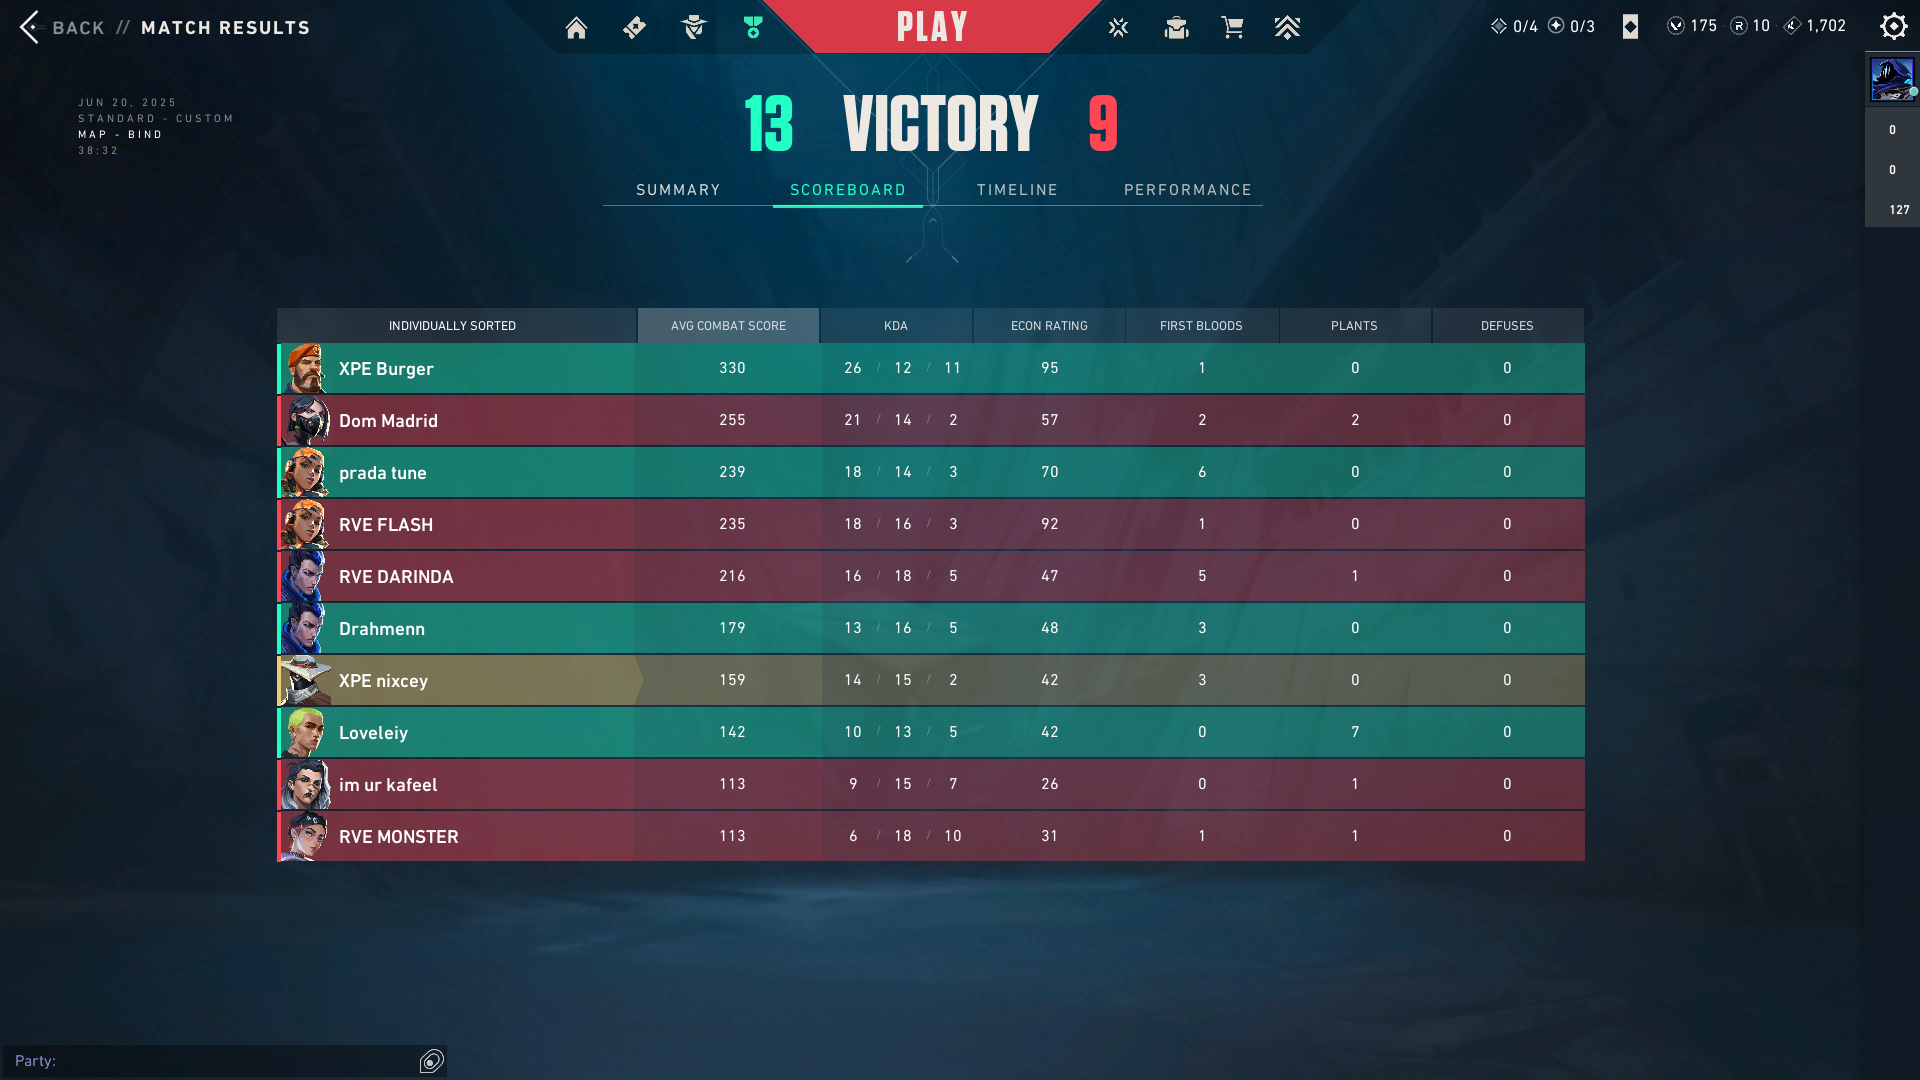 BACK // MATCH RESULTS
PLAY
0/4 0/3 175 10 1,702
JUN 20, 2025
STANDARD - CUSTOM
MAP - BIND
38:32
13 VICTORY 9
0
0
127
SUMMARY SCOREBOARD TIMELINE PERFORMANCE
INDIVIDUALLY SORTED AVG COMBAT SCORE KDA ECON RATING FIRST BLOODS PLANTS DEFUSES
XPE Burger 330 26 / 12 / 11 95 1 0 0
Dom Madrid 255 21 / 14 / 2 57 2 2 0
prada tune 239 18 / 14 / 3 70 6 0 0
RVE FLASH 235 18 / 16 / 3 92 1 0 0
RVE DARINDA 216 16 / 18 / 5 47 5 1 0
Drahmenn 179 13 / 16 / 5 48 3 0 0
XPE nixcey 159 14 / 15 / 2 42 3 0 0
Loveleiy 142 10 / 13 / 5 42 0 7 0
im ur kafeel 113 9 / 15 / 7 26 0 1 0
RVE MONSTER 113 6 / 18 / 10 31 1 1 0
Party: